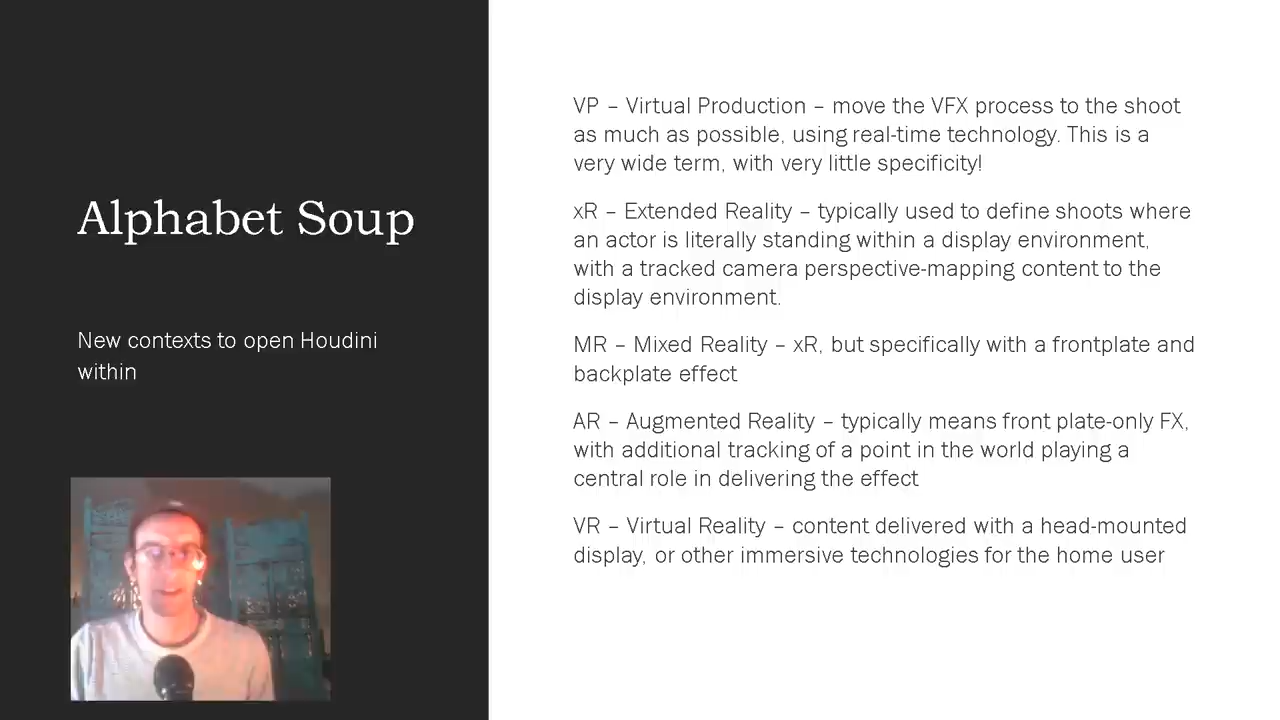 Alphabet Soup
New contexts to open Houdini
within
VP – Virtual Production – move the VFX process to the shoot
as much as possible, using real-time technology. This is a
very wide term, with very little specificity!
xR – Extended Reality – typically used to define shoots where
an actor is literally standing within a display environment,
with a tracked camera perspective-mapping content to the
display environment.
MR – Mixed Reality – xR, but specifically with a frontplate and
backplate effect
AR – Augmented Reality – typically means front plate-only FX,
with additional tracking of a point in the world playing a
central role in delivering the effect
VR – Virtual Reality – content delivered with a head-mounted
display, or other immersive technologies for the home user